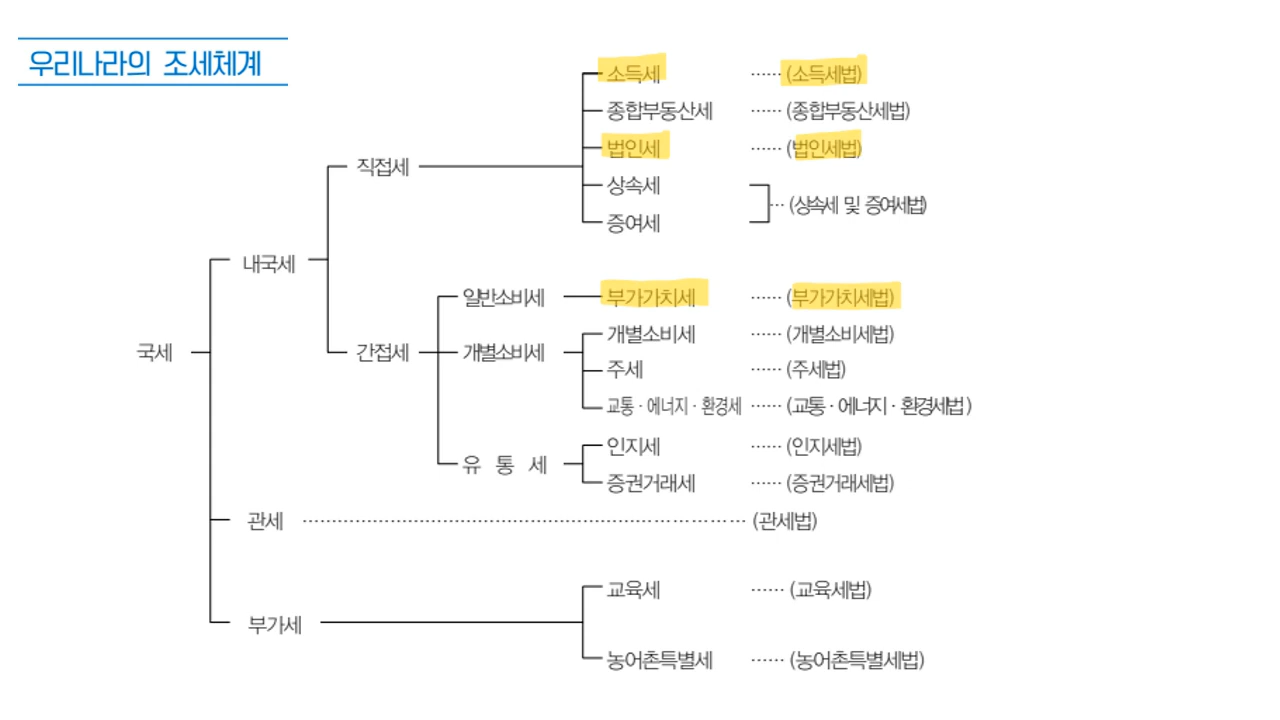 우리나라의 조세체계
소득세 ······ (소득세법)
종합부동산세 ······ (종합부동산세법)
법인세 ······ (법인세법)
직접세
상속세
··· (상속세 및 증여세법)
증여세
내국세
일반소비세 부가가치세 ······ (부가가치세법)
개별소비세 ······ (개별소비세법)
국세 간접세 개별소비세
주세 ······ (주세법)
교통·에너지·환경세 ······ (교통·에너지·환경세법)
인지세 ······ (인지세법)
유 통 세
증권거래세 ······ (증권거래세법)
관세 ······ (관세법)
교육세 ······ (교육세법)
부가세
농어촌특별세 ······ (농어촌특별세법)